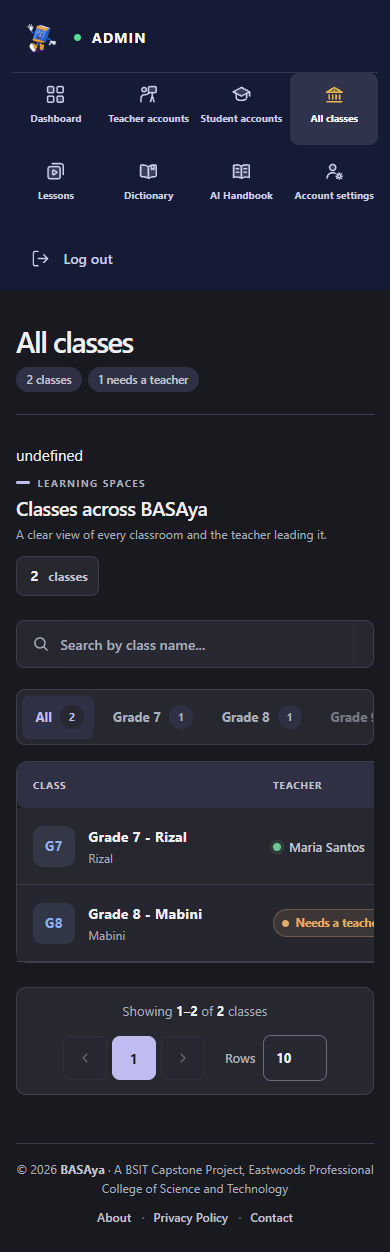 ADMIN
Dashboard
Teacher accounts
Student accounts
All classes
Lessons
Dictionary
AI Handbook
Account settings
Log out
All classes
2 classes
1 needs a teacher
undefined
LEARNING SPACES
Classes across BASAya
A clear view of every classroom and the teacher leading it.
2 classes
Search by class name...
All 2
Grade 7 1
Grade 8 1
Grade 9
CLASS TEACHER
G7
Grade 7 - Rizal
Rizal
Maria Santos
G8
Grade 8 - Mabini
Mabini
Needs a teache
Showing 1–2 of 2 classes
1
Rows 10
© 2026 BASAya · A BSIT Capstone Project, Eastwoods Professional
College of Science and Technology
About · Privacy Policy · Contact